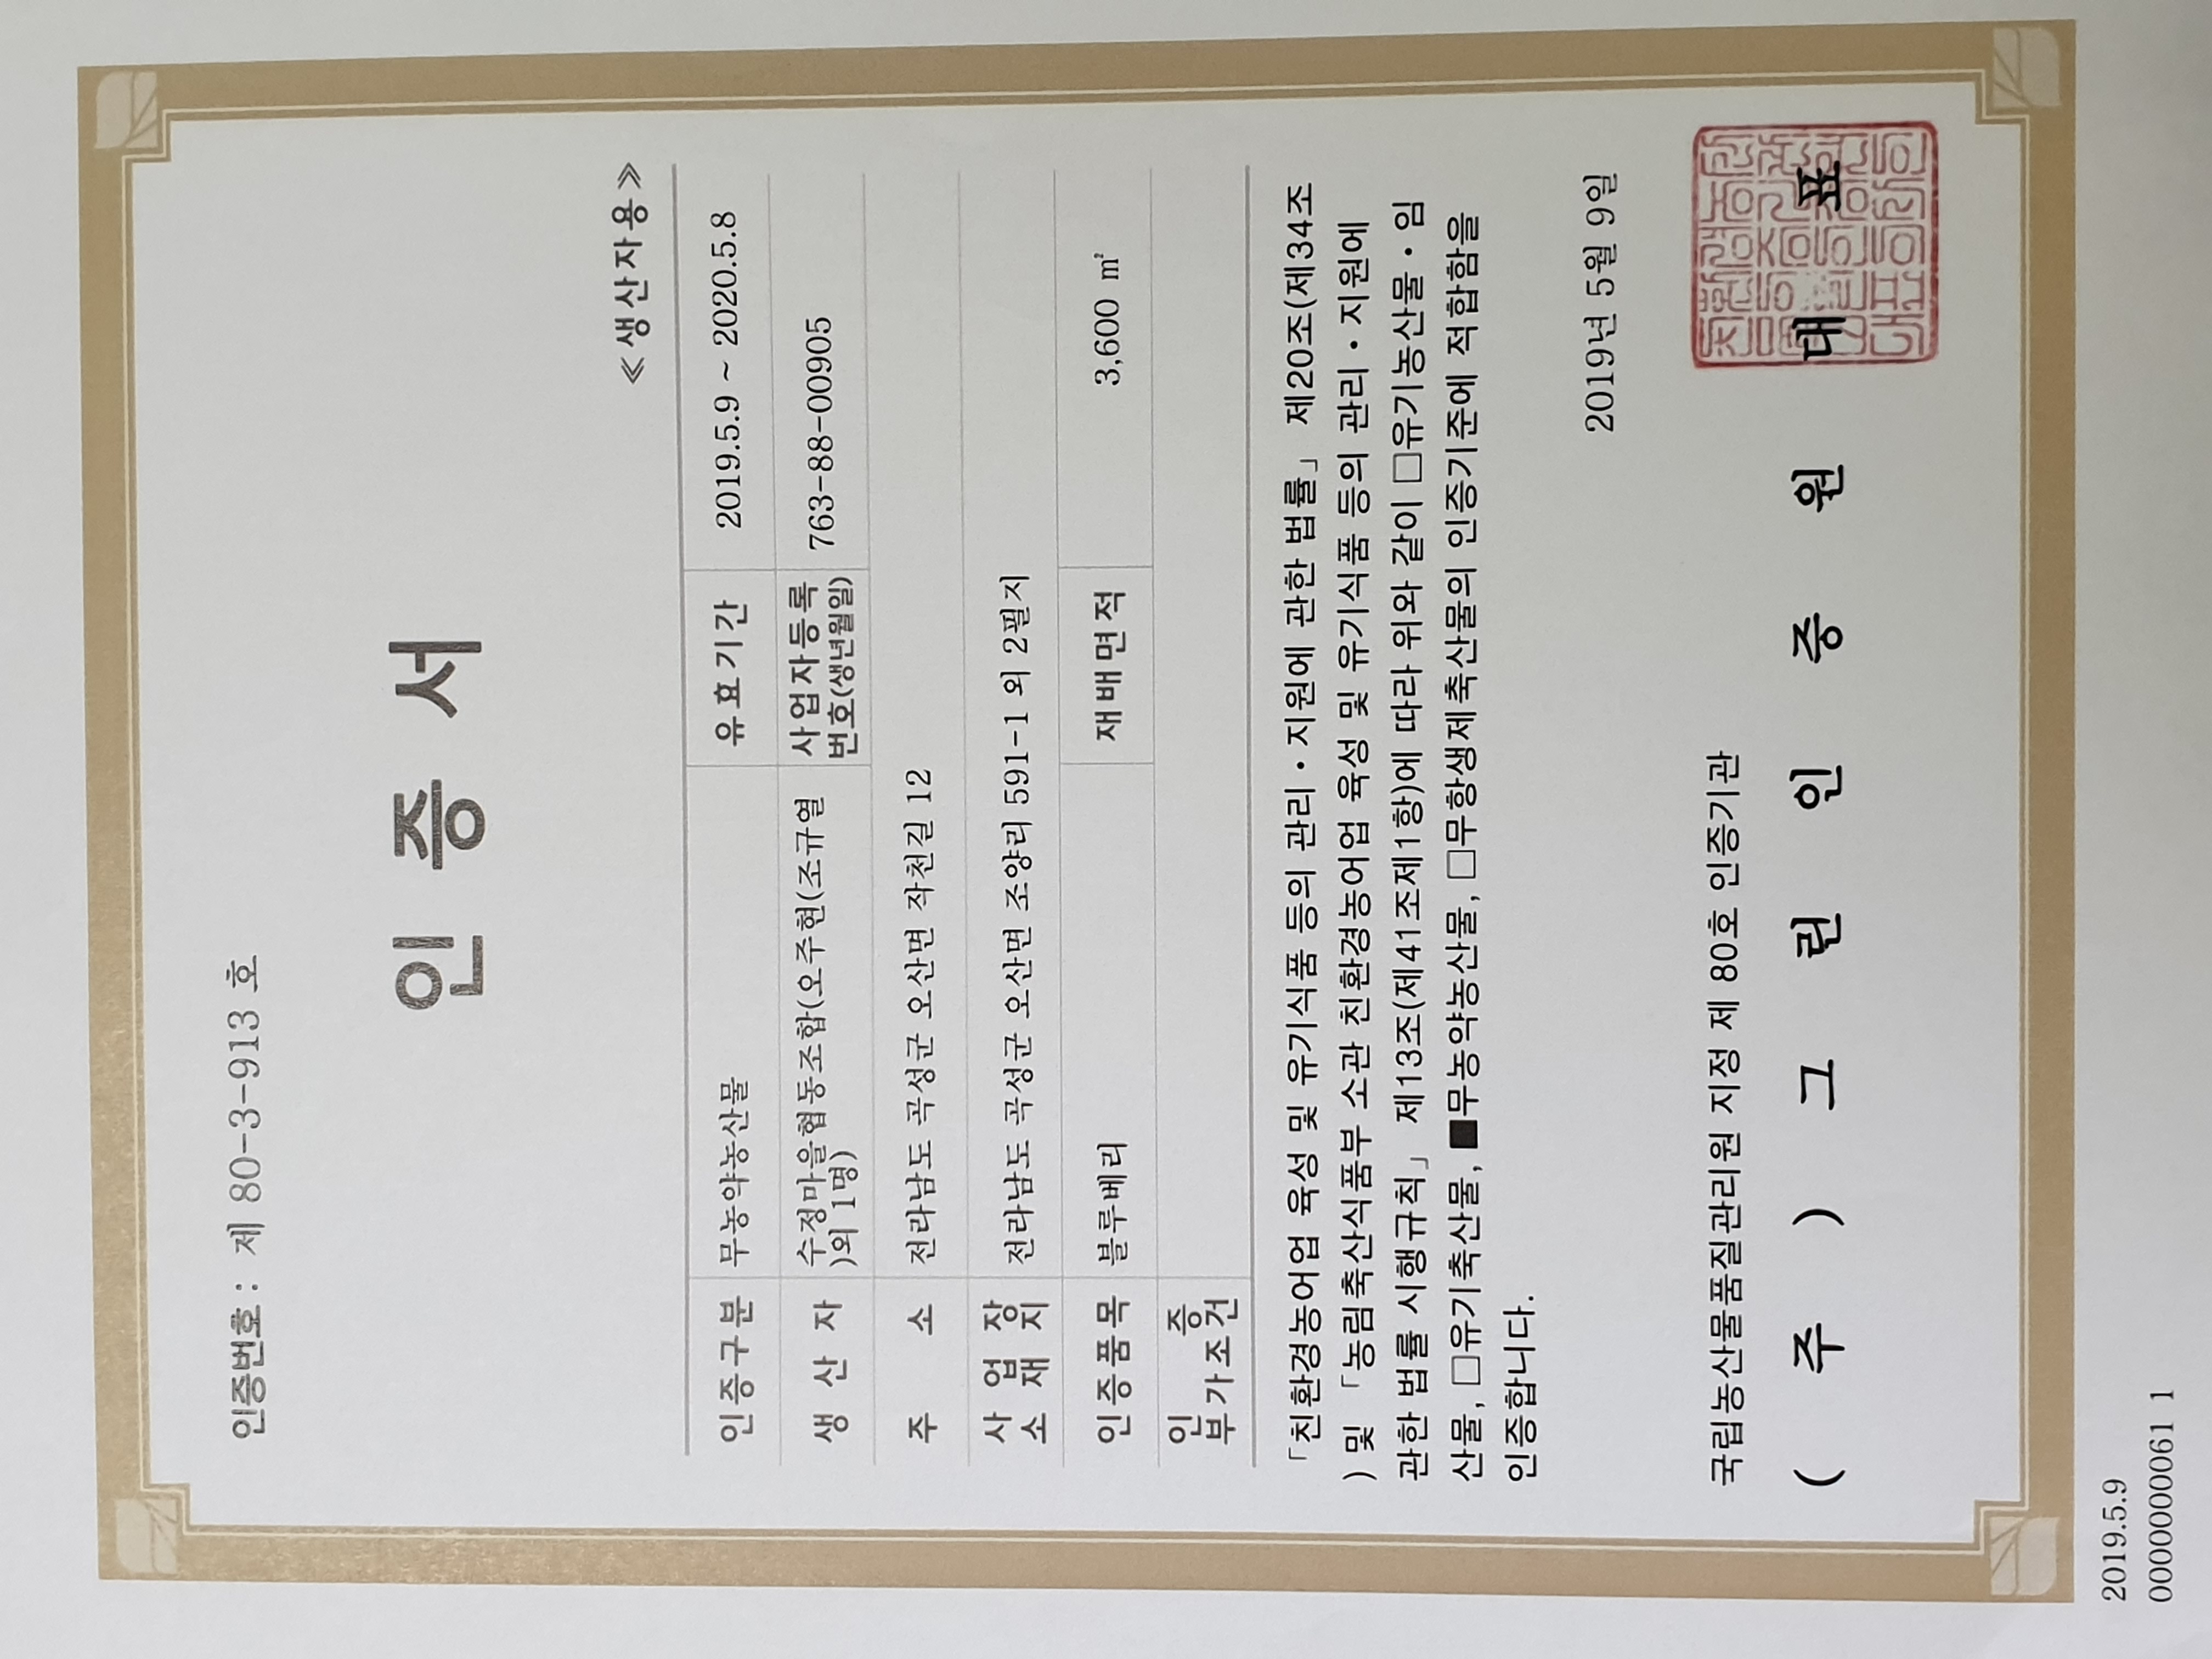 인증번호 : 제 80-3-913 호
인 증 서
≪생산자용≫
인증구분 무농약농산물 유효기간 2019.5.9 ~ 2020.5.8
생 산 자 수정마을협동조합(오주현(조규열
)외 1명) 사업자등록
번호(생년월일) 763-88-00905
주 소 전라남도 곡성군 오산면 작천길 12
사 업 장
소 재 지 전라남도 곡성군 오산면 조양리 591-1 외 2필지
인증품목 블루베리 재배면적 3,600 ㎡
인 증
부가조건
「친환경농어업 육성 및 유기식품 등의 관리·지원에 관한 법률」 제20조(제34조
) 및 「농림축산식품부 소관 친환경농어업 육성 및 유기식품 등의 관리·지원에
관한 법률 시행규칙」 제13조(제41조제1항)에 따라 위와 같이 □유기농산물·임
산물, □유기축산물, ■무농약농산물, □무항생제축산물의 인증기준에 적합함을
인증합니다.
2019년 5월 9일
국립농산물품질관리원 지정 제 80호 인증기관
( 주 ) 그 린 인 증 원 대 표
2019.5.9
00000000061 1